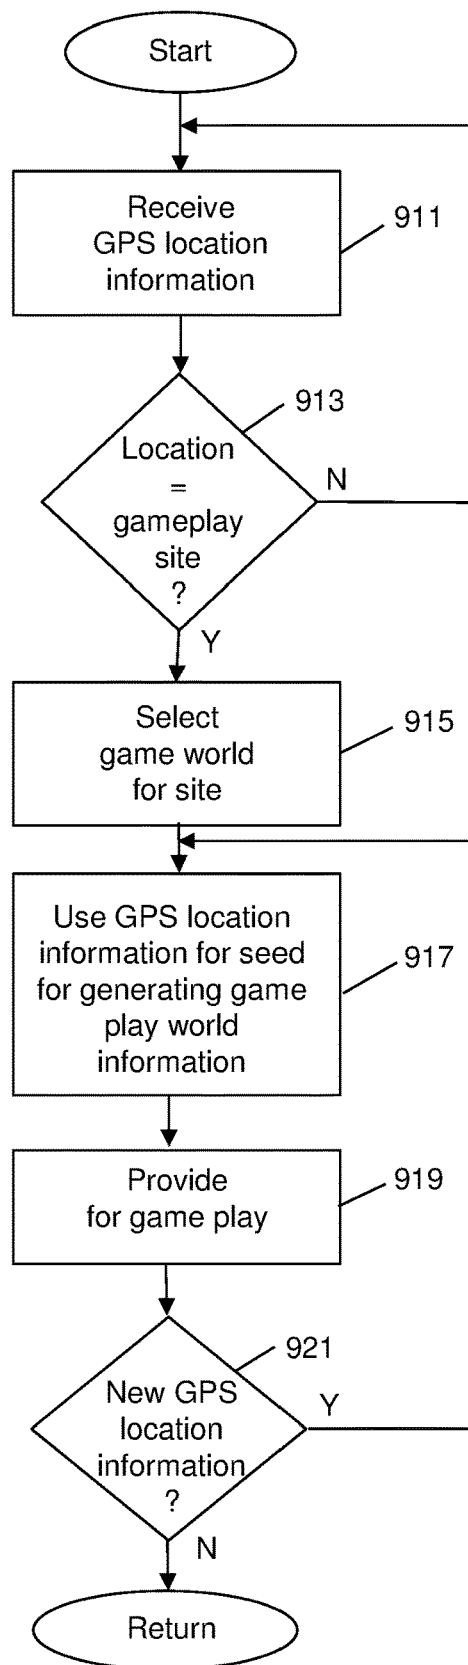 Start
Receive
GPS location
information
911
913
Location
=
gameplay
site
?
N
Y
Select
game world
for site
915
Use GPS location
information for seed
for generating game
play world
information
917
Provide
for game play
919
921
New GPS
location
information
?
Y
N
Return